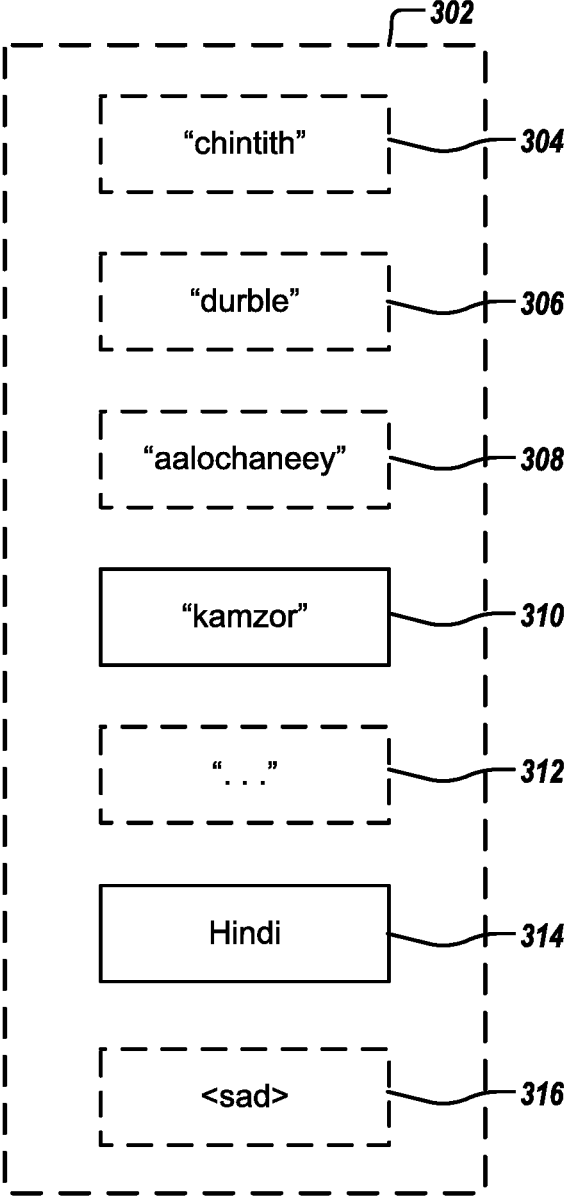 302
“chintith” 304
“durble” 306
“aalochaneey” 308
“kamzor” 310
“. . .” 312
Hindi 314
<sad> 316